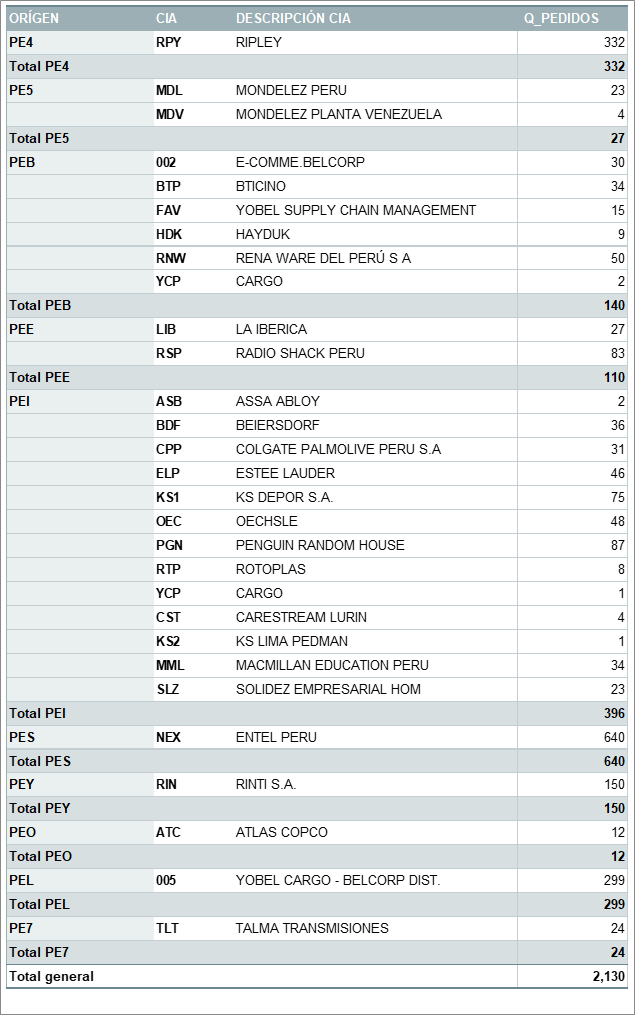 ORÍGEN CIA DESCRIPCIÓN CIA Q_PEDIDOS
PE4 RPY RIPLEY 332
Total PE4 332
PE5 MDL MONDELEZ PERU 23
MDV MONDELEZ PLANTA VENEZUELA 4
Total PE5 27
PEB 002 E-COMME.BELCORP 30
BTP BTICINO 34
FAV YOBEL SUPPLY CHAIN MANAGEMENT 15
HDK HAYDUK 9
RNW RENA WARE DEL PERÚ S A 50
YCP CARGO 2
Total PEB 140
PEE LIB LA IBERICA 27
RSP RADIO SHACK PERU 83
Total PEE 110
PEI ASB ASSA ABLOY 2
BDF BEIERSDORF 36
CPP COLGATE PALMOLIVE PERU S.A 31
ELP ESTEE LAUDER 46
KS1 KS DEPOR S.A. 75
OEC OECHSLE 48
PGN PENGUIN RANDOM HOUSE 87
RTP ROTOPLAS 8
YCP CARGO 1
CST CARESTREAM LURIN 4
KS2 KS LIMA PEDMAN 1
MML MACMILLAN EDUCATION PERU 34
SLZ SOLIDEZ EMPRESARIAL HOM 23
Total PEI 396
PES NEX ENTEL PERU 640
Total PES 640
PEY RIN RINTI S.A. 150
Total PEY 150
PEO ATC ATLAS COPCO 12
Total PEO 12
PEL 005 YOBEL CARGO - BELCORP DIST. 299
Total PEL 299
PE7 TLT TALMA TRANSMISIONES 24
Total PE7 24
Total general 2,130